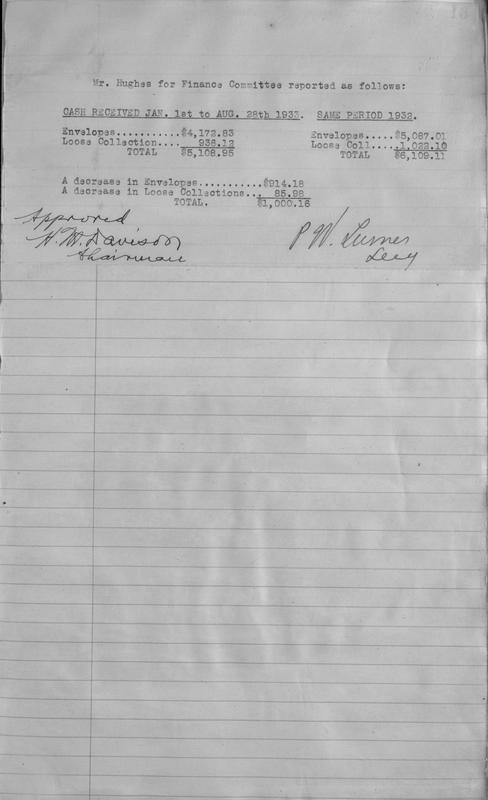 Mr. Hughes for Finance Committee reported as follows:
CASH RECEIVED JAN. 1st to AUG. 28th 1933. SAME PERIOD 1932.
Envelopes...........$4,172.83 Envelopes.....$5,087.01
Loose Collection.... 936.12 Loose Coll.....1,022.10
TOTAL $5,108.95 TOTAL $6,109.11
A decrease in Envelopes...........$914.18
A decrease in Loose Collections... 85.98
TOTAL. $1,000.16
Approved
H. W. Davison P W. Turner
Chairman Secy